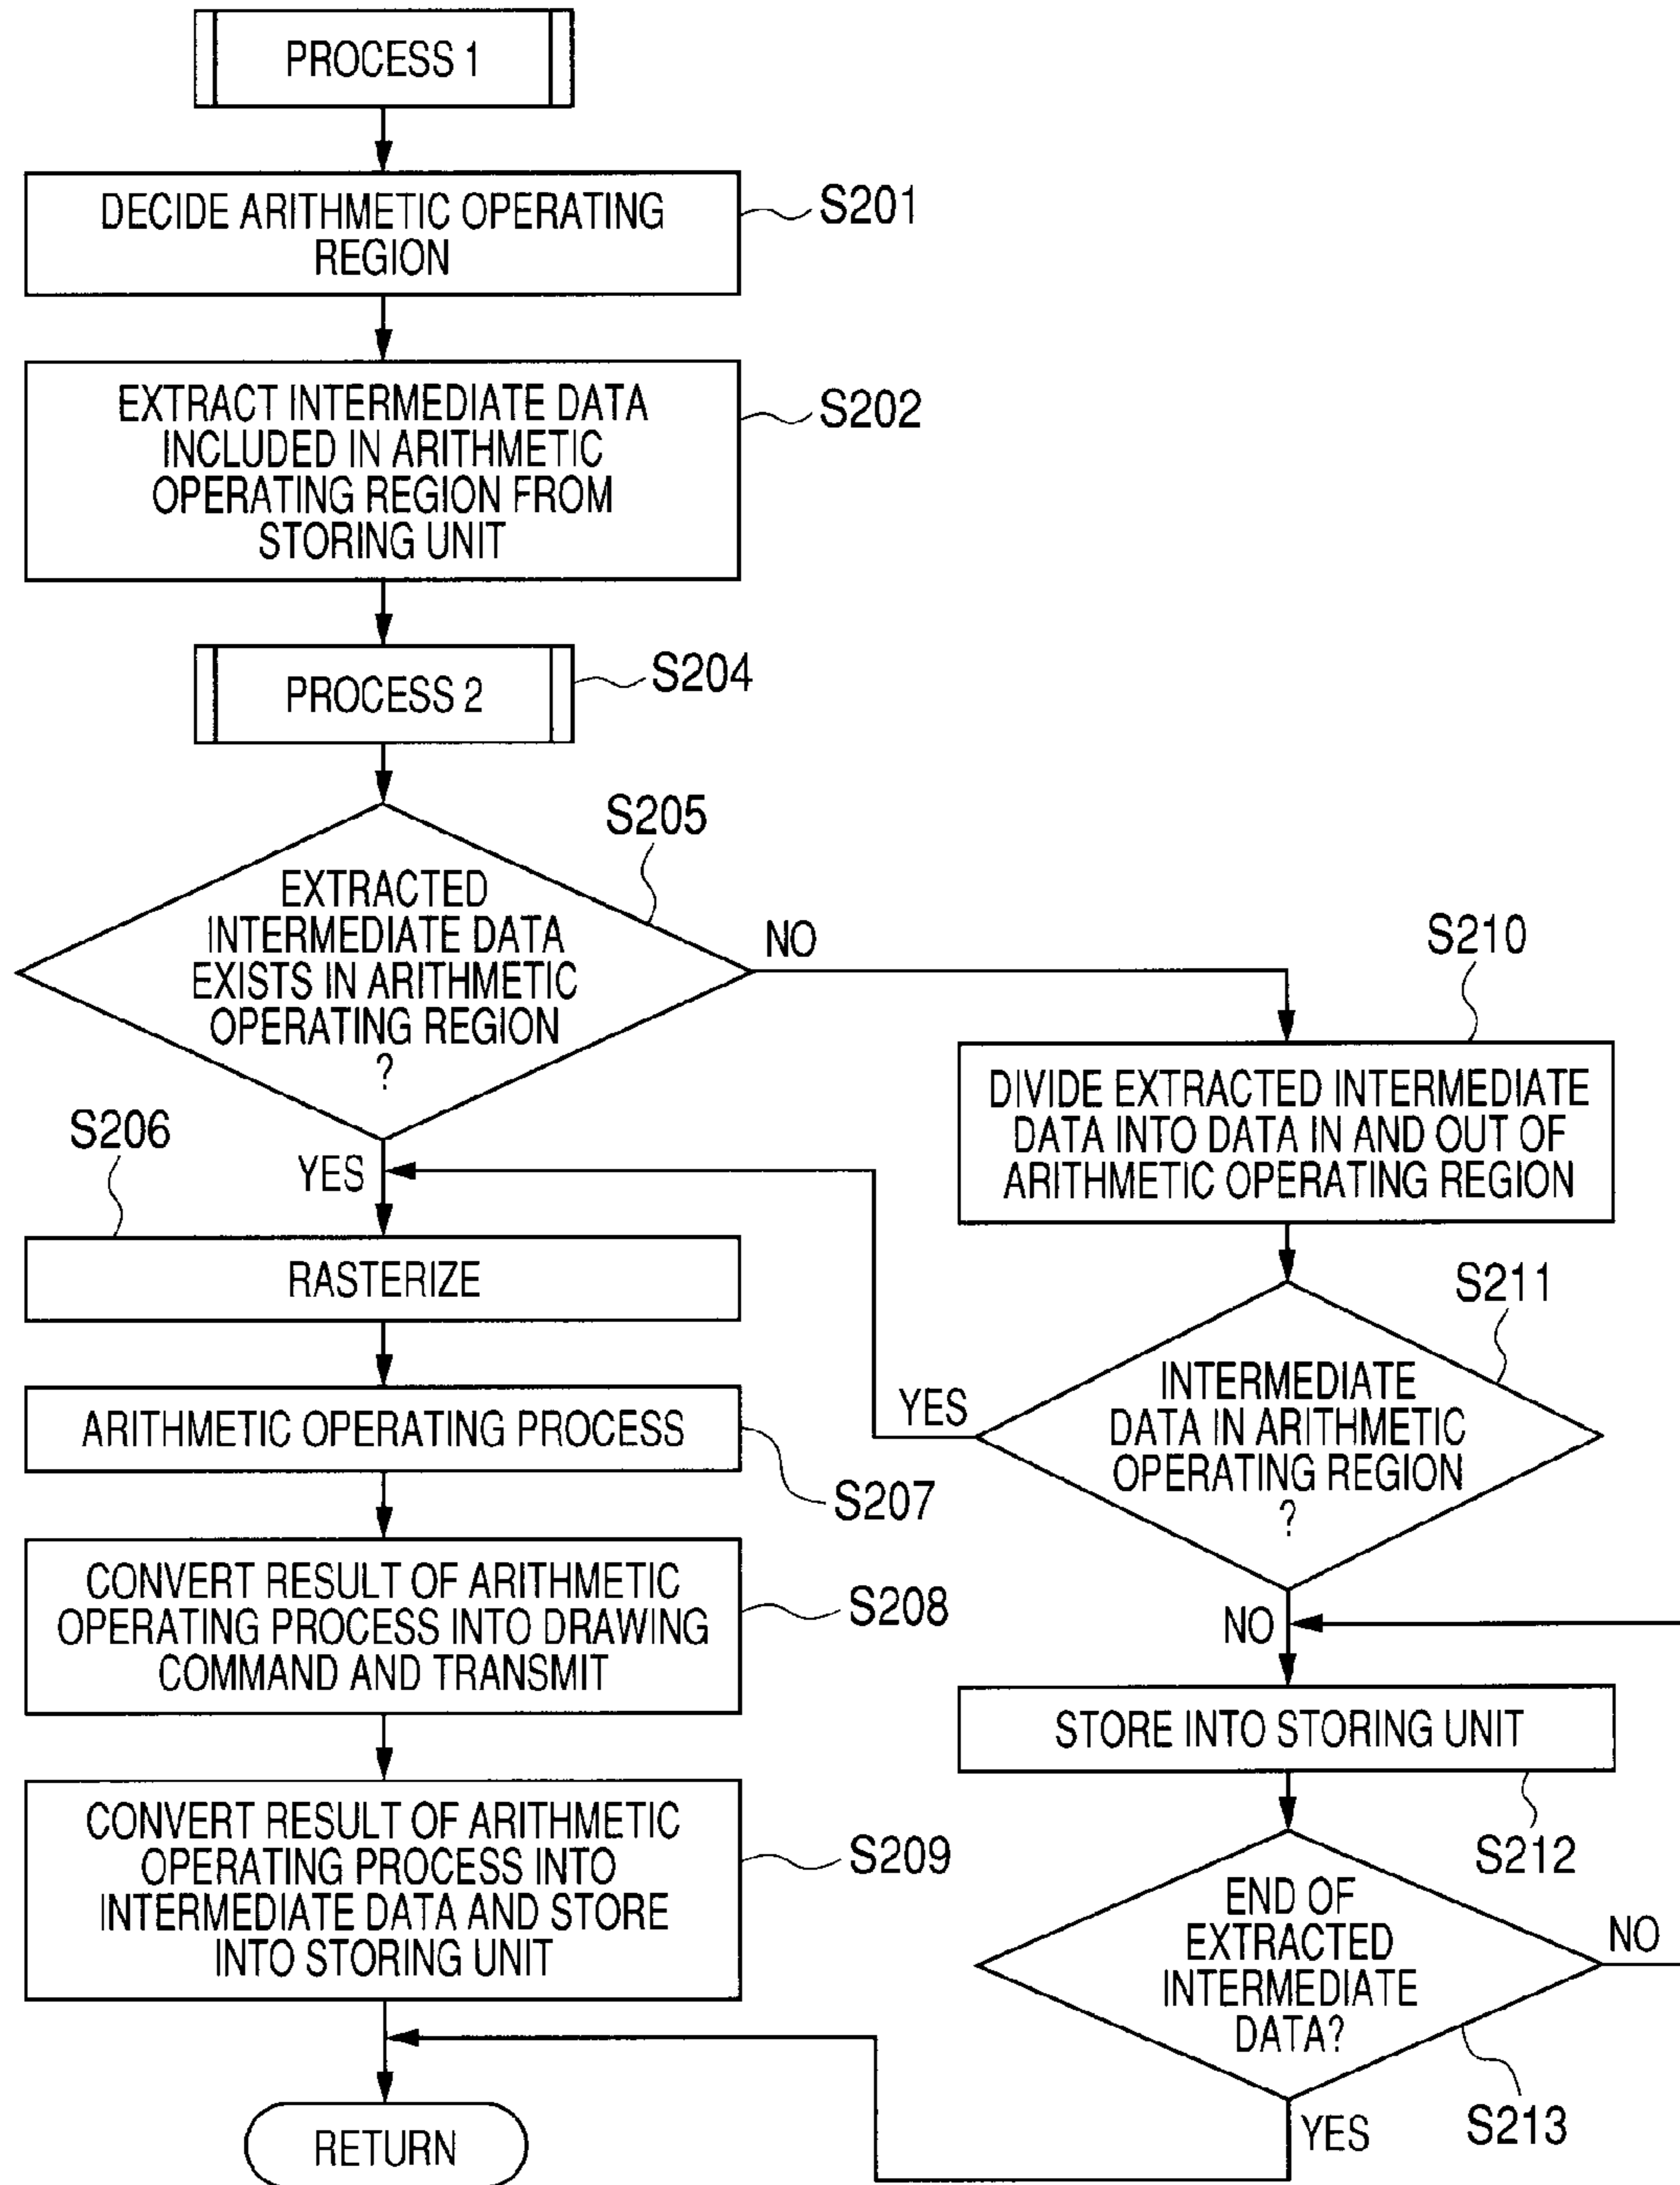 PROCESS 1
DECIDE ARITHMETIC OPERATING
REGION
S201
EXTRACT INTERMEDIATE DATA
INCLUDED IN ARITHMETIC
OPERATING REGION FROM
STORING UNIT
S202
PROCESS 2
S204
S205
EXTRACTED
INTERMEDIATE DATA
EXISTS IN ARITHMETIC
OPERATING REGION
?
NO
YES
S206
RASTERIZE
ARITHMETIC OPERATING PROCESS
S207
CONVERT RESULT OF ARITHMETIC
OPERATING PROCESS INTO DRAWING
COMMAND AND TRANSMIT
S208
CONVERT RESULT OF ARITHMETIC
OPERATING PROCESS INTO
INTERMEDIATE DATA AND STORE
INTO STORING UNIT
S209
RETURN
S210
DIVIDE EXTRACTED INTERMEDIATE
DATA INTO DATA IN AND OUT OF
ARITHMETIC OPERATING REGION
S211
INTERMEDIATE
DATA IN ARITHMETIC
OPERATING REGION
?
YES
NO
STORE INTO STORING UNIT
S212
END OF
EXTRACTED
INTERMEDIATE
DATA?
NO
S213
YES